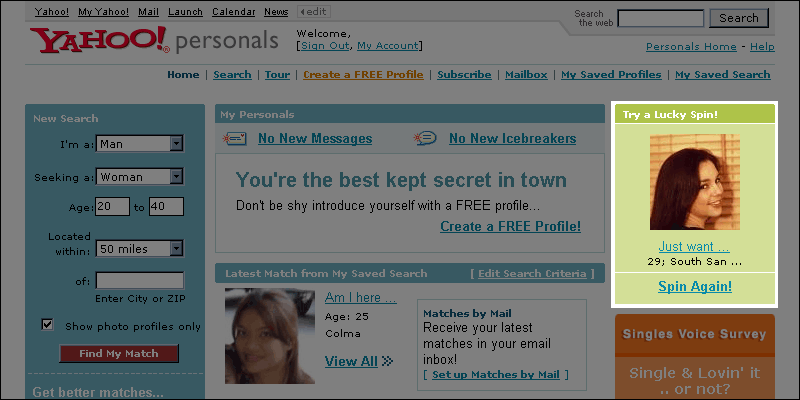 Yahoo! My Yahoo! Mail Launch Calendar News edit
Search the web
Search
YAHOO! personals
Welcome,
[Sign Out, My Account]
Personals Home - Help
Home | Search | Tour | Create a FREE Profile | Subscribe | Mailbox | My Saved Profiles | My Saved Search
New Search
I'm a: Man
Seeking a: Woman
Age: 20 to 40
Located
within: 50 miles
of:
Enter City or ZIP
Show photo profiles only
Find My Match
Get better matches...
My Personals
No New Messages
No New Icebreakers
You're the best kept secret in town
Don't be shy introduce yourself with a FREE profile...
Create a FREE Profile!
Latest Match from My Saved Search [ Edit Search Criteria ]
Am I here ...
Age: 25
Colma
View All
Matches by Mail
Receive your latest
matches in your email
inbox!
[ Set up Matches by Mail ]
Try a Lucky Spin!
Just want ...
29; South San ...
Spin Again!
Singles Voice Survey
Single & Lovin' it
.. or not?